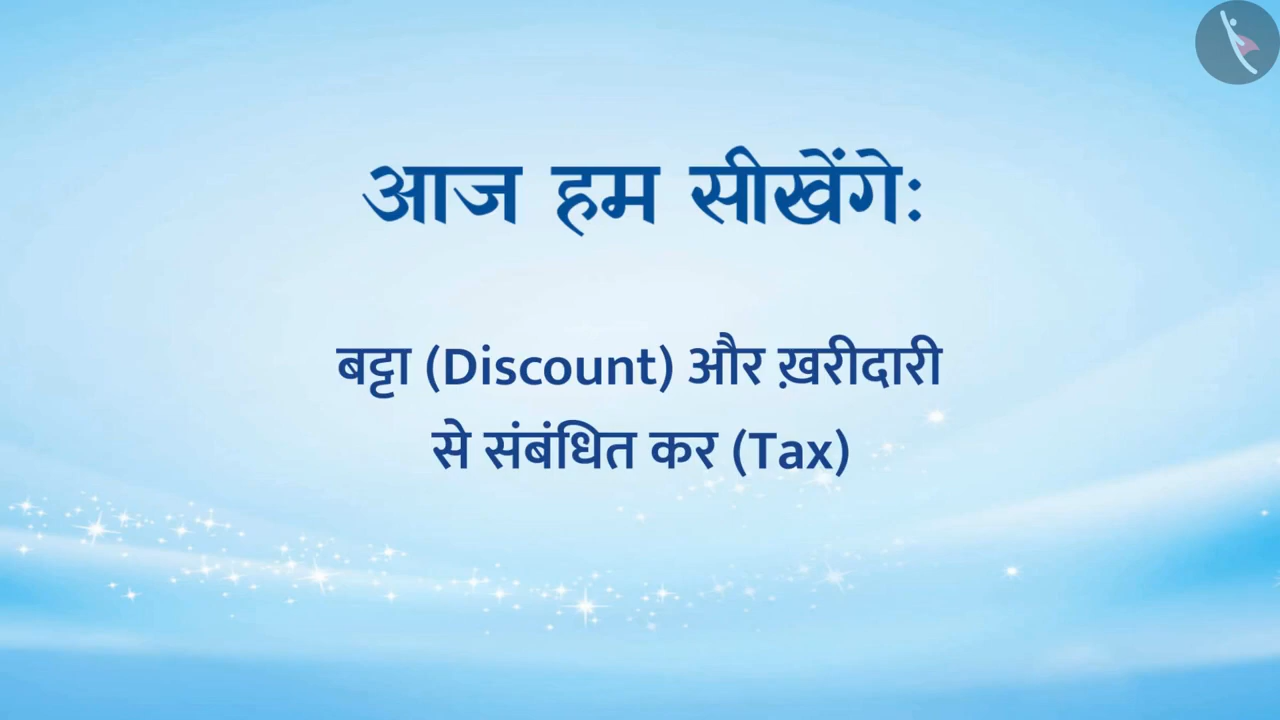 आज हम सीखेंगे:
बट्टा (Discount) और ख़रीदारी
से संबंधित कर (Tax)